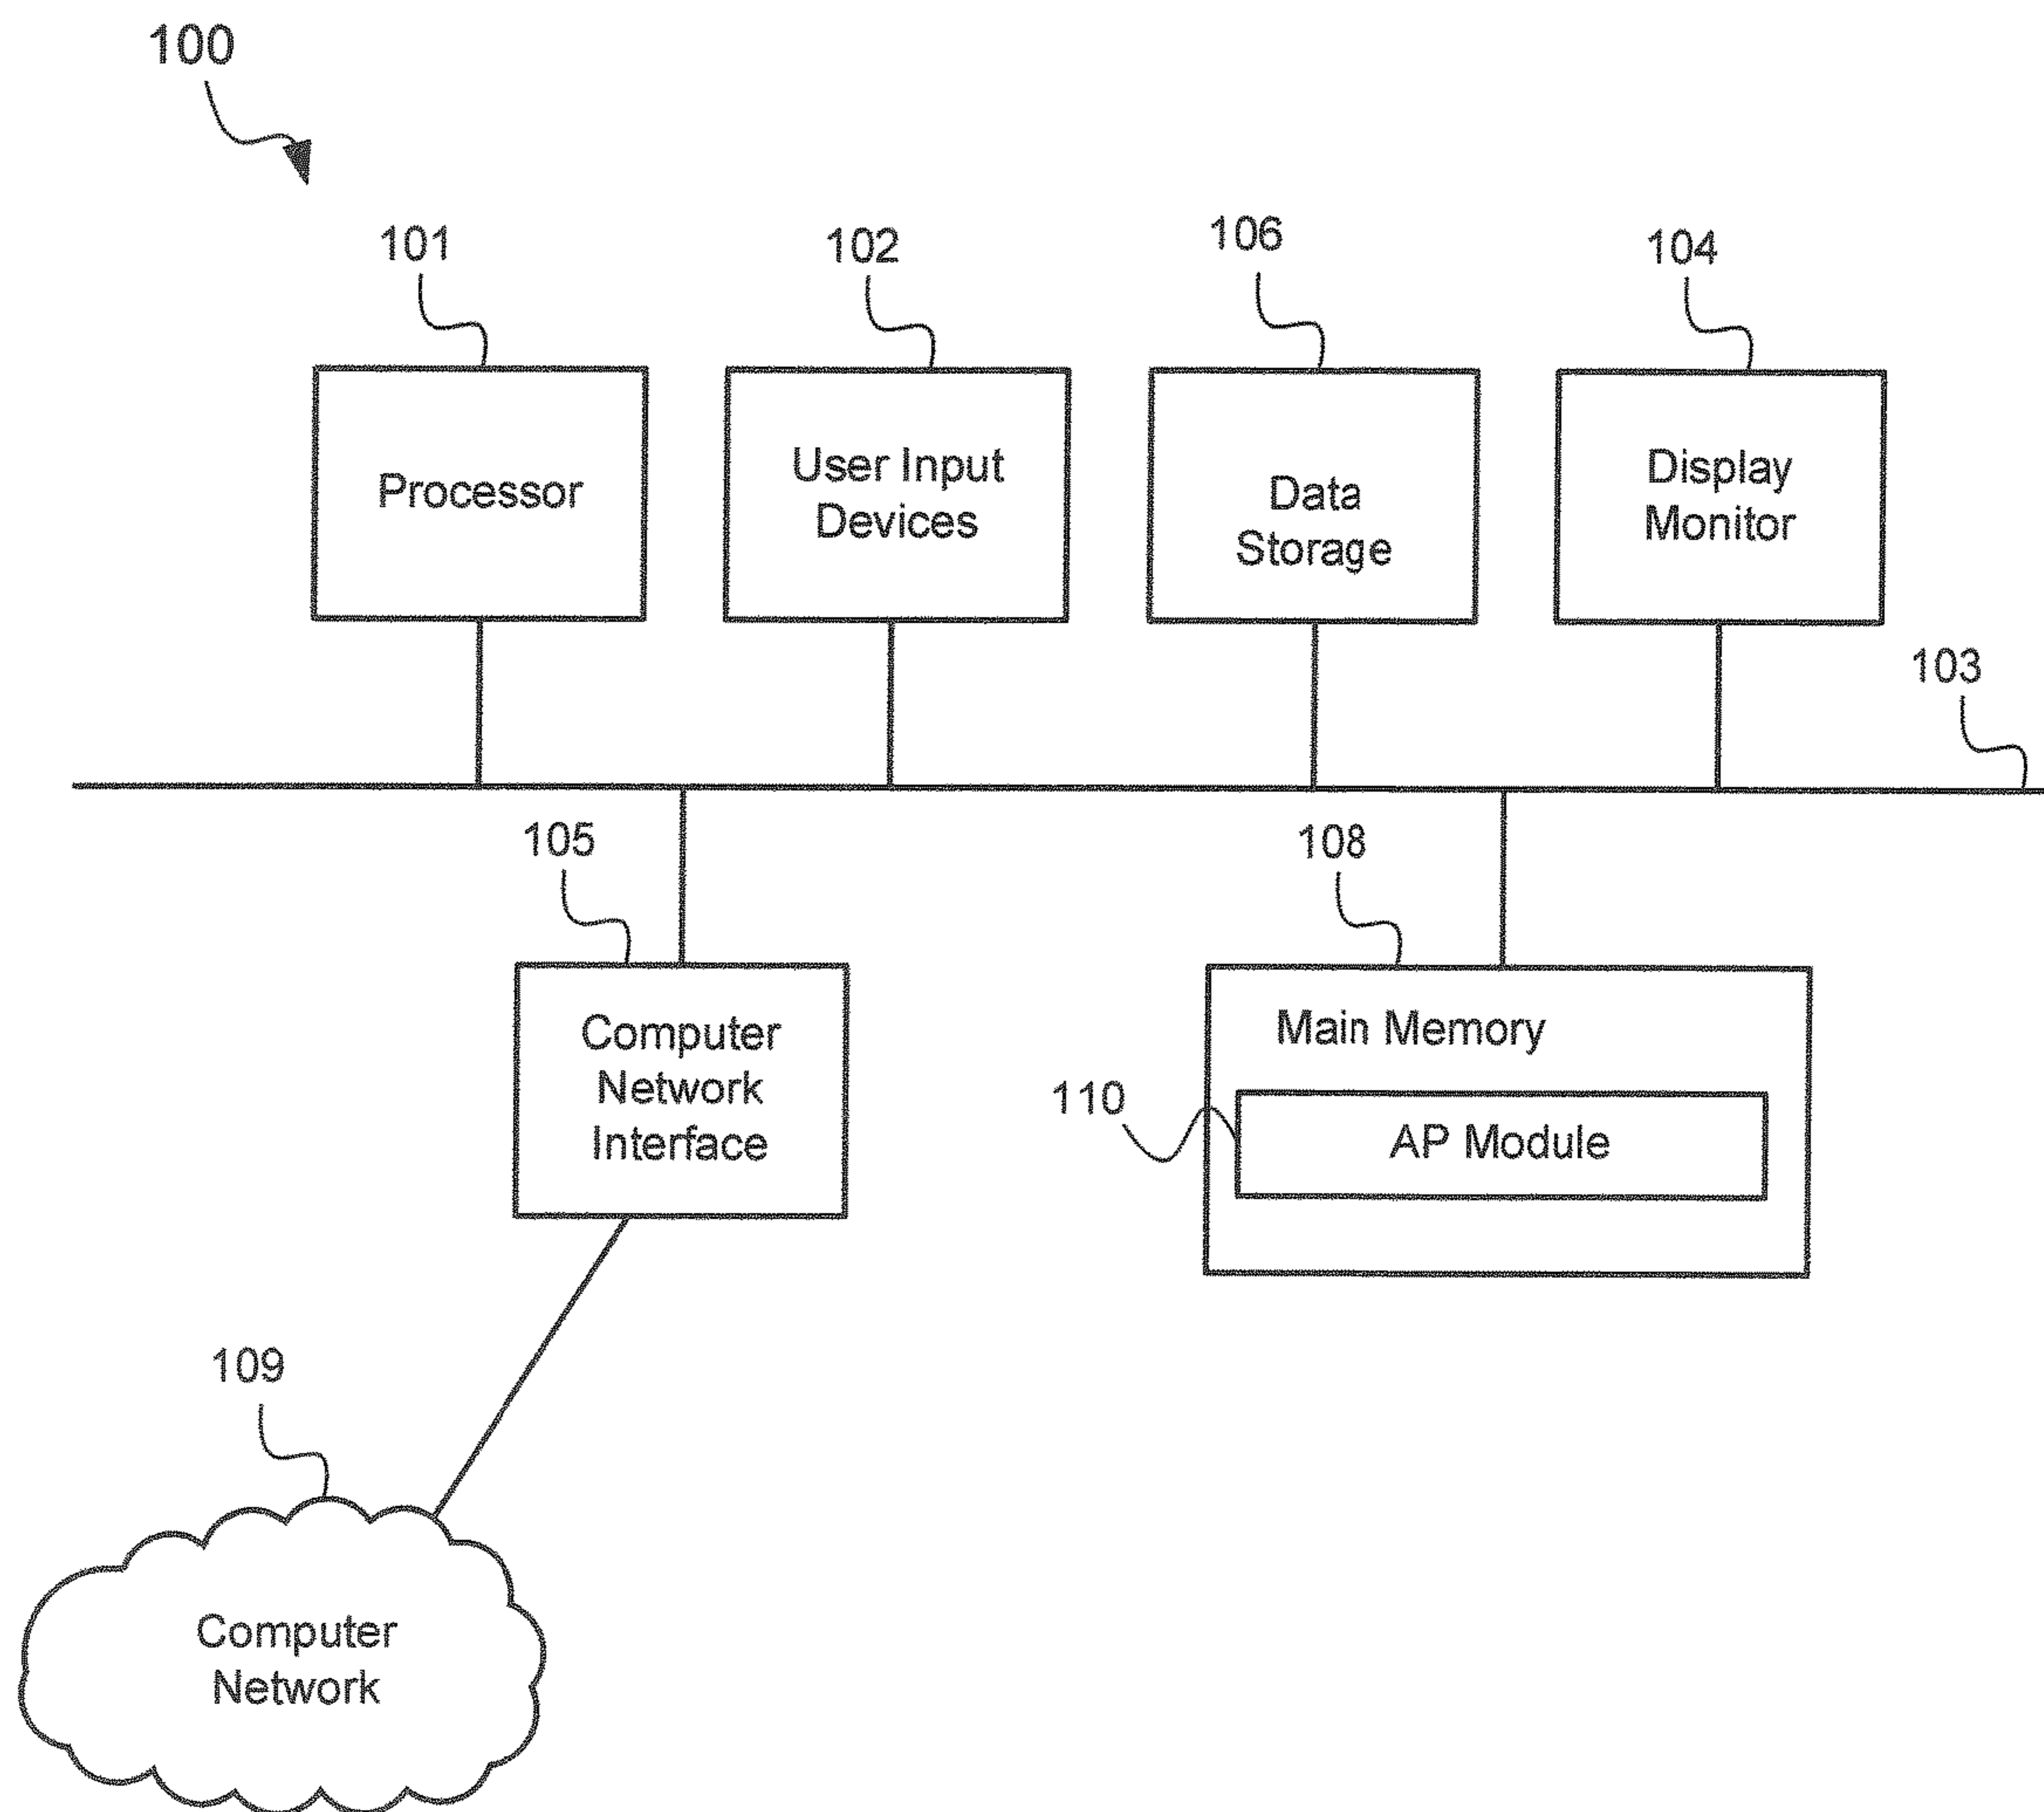 100
101
102
106
104
Processor
User Input
Devices
Data
Storage
Display
Monitor
103
105
108
Computer
Network
Interface
Main Memory
110
AP Module
109
Computer
Network